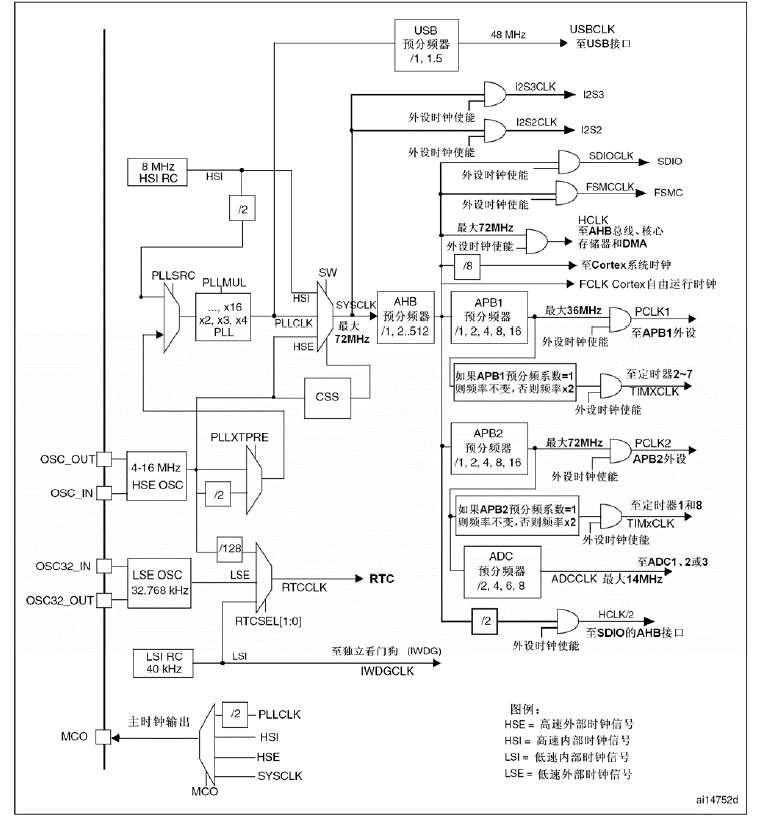 USB
预分频器
/1, 1.5
48 MHz
USBCLK
至USB接口
I2S3CLK
I2S3
外设时钟使能
I2S2CLK
I2S2
外设时钟使能
8 MHz
HSI RC
HSI
/2
SDIOCLK
SDIO
外设时钟使能
FSMCCLK
FSMC
外设时钟使能
HCLK
至AHB总线、核心
存储器和DMA
最大72MHz
外设时钟使能
/8
至Cortex系统时钟
FCLK Cortex自由运行时钟
PLLSRC
PLLMUL
..., x16
x2, x3, x4
PLL
SW
HSI
PLLCLK
HSE
SYSCLK
最大
72MHz
AHB
预分频器
/1, 2..512
APB1
预分频器
/1, 2, 4, 8, 16
最大36MHz
外设时钟使能
PCLK1
至APB1外设
CSS
如果APB1预分频系数=1
则频率不变,否则频率x2
至定时器2~7
TIMXCLK
外设时钟使能
PLLXTPRE
OSC_OUT
OSC_IN
4-16 MHz
HSE OSC
/2
APB2
预分频器
/1, 2, 4, 8, 16
最大72MHz
外设时钟使能
PCLK2
APB2外设
如果APB2预分频系数=1
则频率不变,否则频率x2
至定时器1和8
TIMxCLK
外设时钟使能
/128
OSC32_IN
OSC32_OUT
LSE OSC
32.768 kHz
LSE
RTCCLK
RTC
RTCSEL[1:0]
ADC
预分频器
/2, 4, 6, 8
至ADC1、2或3
ADCCLK 最大14MHz
/2
HCLK/2
至SDIO的AHB接口
外设时钟使能
LSI RC
40 kHz
LSI
至独立看门狗 (IWDG)
IWDGCLK
MCO
主时钟输出
/2
PLLCLK
HSI
HSE
SYSCLK
MCO
图例:
HSE = 高速外部时钟信号
HSI = 高速内部时钟信号
LSI = 低速内部时钟信号
LSE = 低速外部时钟信号
ai14752d